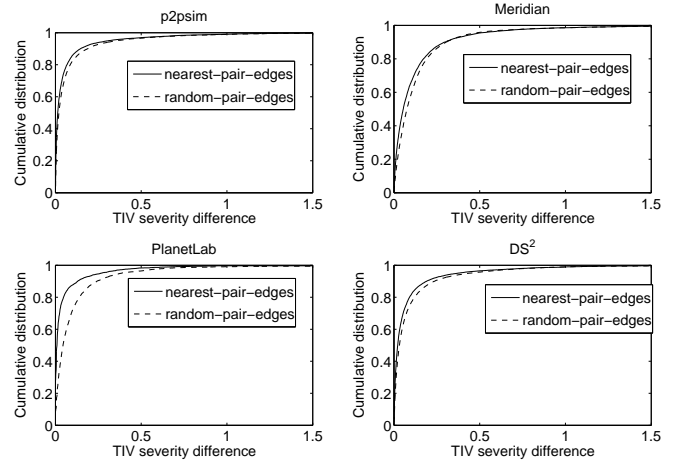 p2psim
Cumulative distribution
1
0.8
0.6
0.4
0.2
0
nearest−pair−edges
random−pair−edges
0 0.5 1 1.5
TIV severity difference
Meridian
Cumulative distribution
1
0.8
0.6
0.4
0.2
0
nearest−pair−edges
random−pair−edges
0 0.5 1 1.5
TIV severity difference
PlanetLab
Cumulative distribution
1
0.8
0.6
0.4
0.2
0
nearest−pair−edges
random−pair−edges
0 0.5 1 1.5
TIV severity difference
DS²
Cumulative distribution
1
0.8
0.6
0.4
0.2
0
nearest−pair−edges
random−pair−edges
0 0.5 1 1.5
TIV severity difference